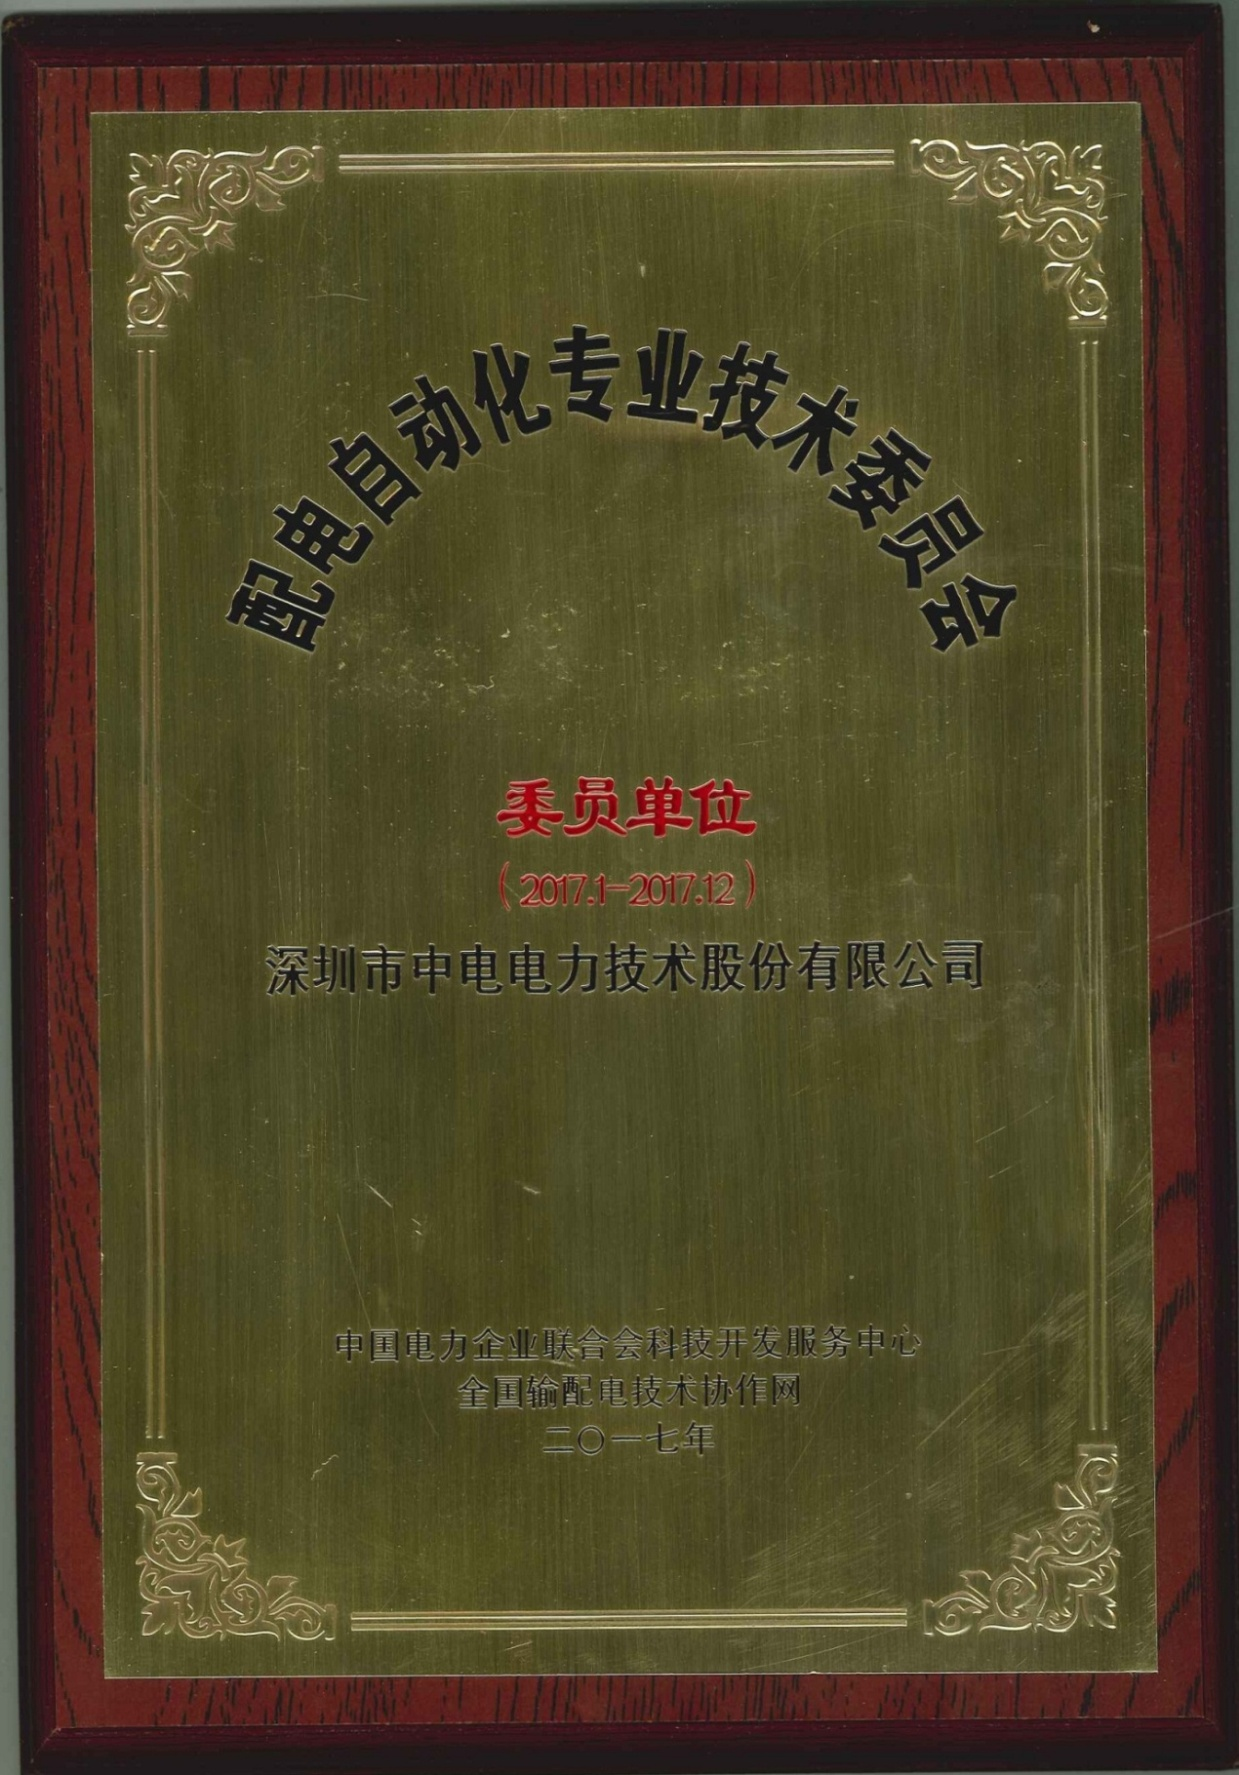 配电自动化专业技术委员会
委员单位
（2017.1-2017.12）
深圳市中电电力技术股份有限公司
中国电力企业联合会科技开发服务中心
全国输配电技术协作网
二〇一七年